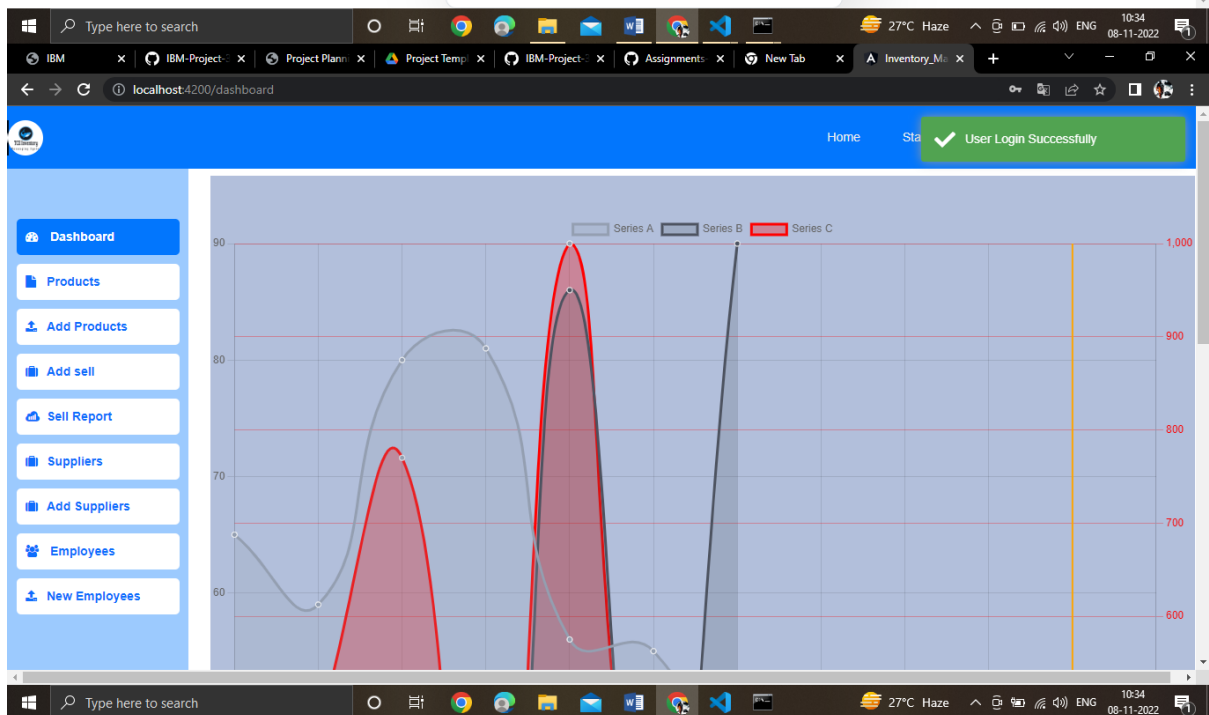 Type here to search
27°C Haze
ENG
10:34
08-11-2022
IBM
IBM-Project-3
Project Plann
Project Templ
IBM-Project-3
Assignments-
New Tab
Inventory_Ma
localhost:4200/dashboard
Home
Sta
User Login Successfully
Dashboard
Products
Add Products
Add sell
Sell Report
Suppliers
Add Suppliers
Employees
New Employees
Series A Series B Series C
90
1,000
900
80
800
70
700
60
600
Type here to search
27°C Haze
ENG
10:34
08-11-2022